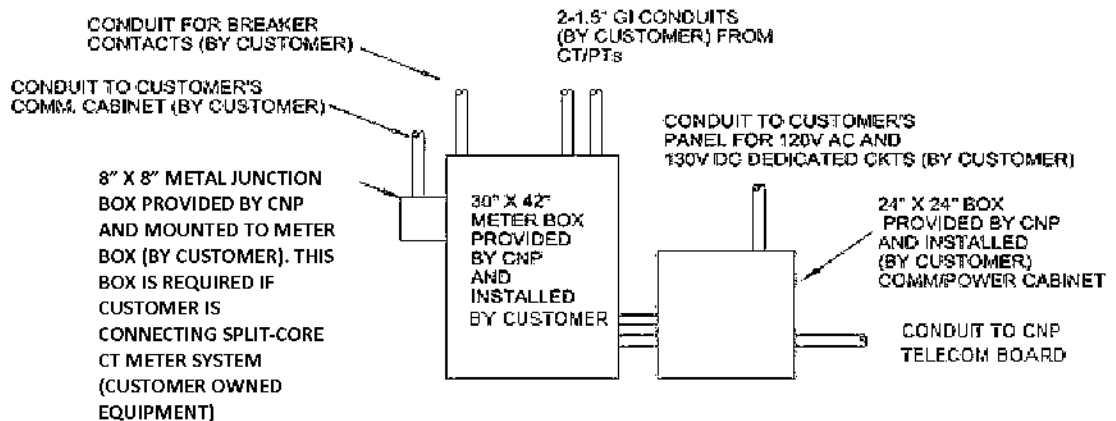 CONDUIT FOR BREAKER
CONTACTS (BY CUSTOMER)
2-1.5" GI CONDUITS
(BY CUSTOMER) FROM
CT/PTs
CONDUIT TO CUSTOMER'S
COMM. CABINET (BY CUSTOMER)
CONDUIT TO CUSTOMER'S
PANEL FOR 120V AC AND
130V DC DEDICATED CKTS (BY CUSTOMER)
8" X 8" METAL JUNCTION
BOX PROVIDED BY CNP
AND MOUNTED TO METER
BOX (BY CUSTOMER). THIS
BOX IS REQUIRED IF
CUSTOMER IS
CONNECTING SPLIT-CORE
CT METER SYSTEM
(CUSTOMER OWNED
EQUIPMENT)
30" X 42"
METER BOX
PROVIDED
BY CNP
AND
INSTALLED
BY CUSTOMER
24" X 24" BOX
PROVIDED BY CNP
AND INSTALLED
(BY CUSTOMER)
COMM/POWER CABINET
CONDUIT TO CNP
TELECOM BOARD